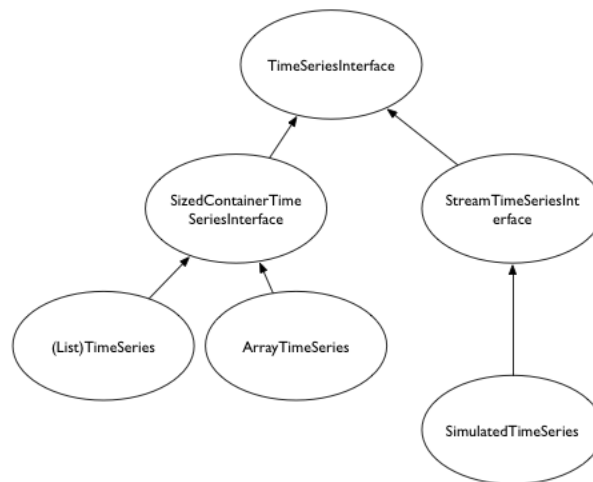 TimeSeriesInterface
SizedContainerTime
SeriesInterface
StreamTimeSeriesInt
erface
(List)TimeSeries
ArrayTimeSeries
SimulatedTimeSeries